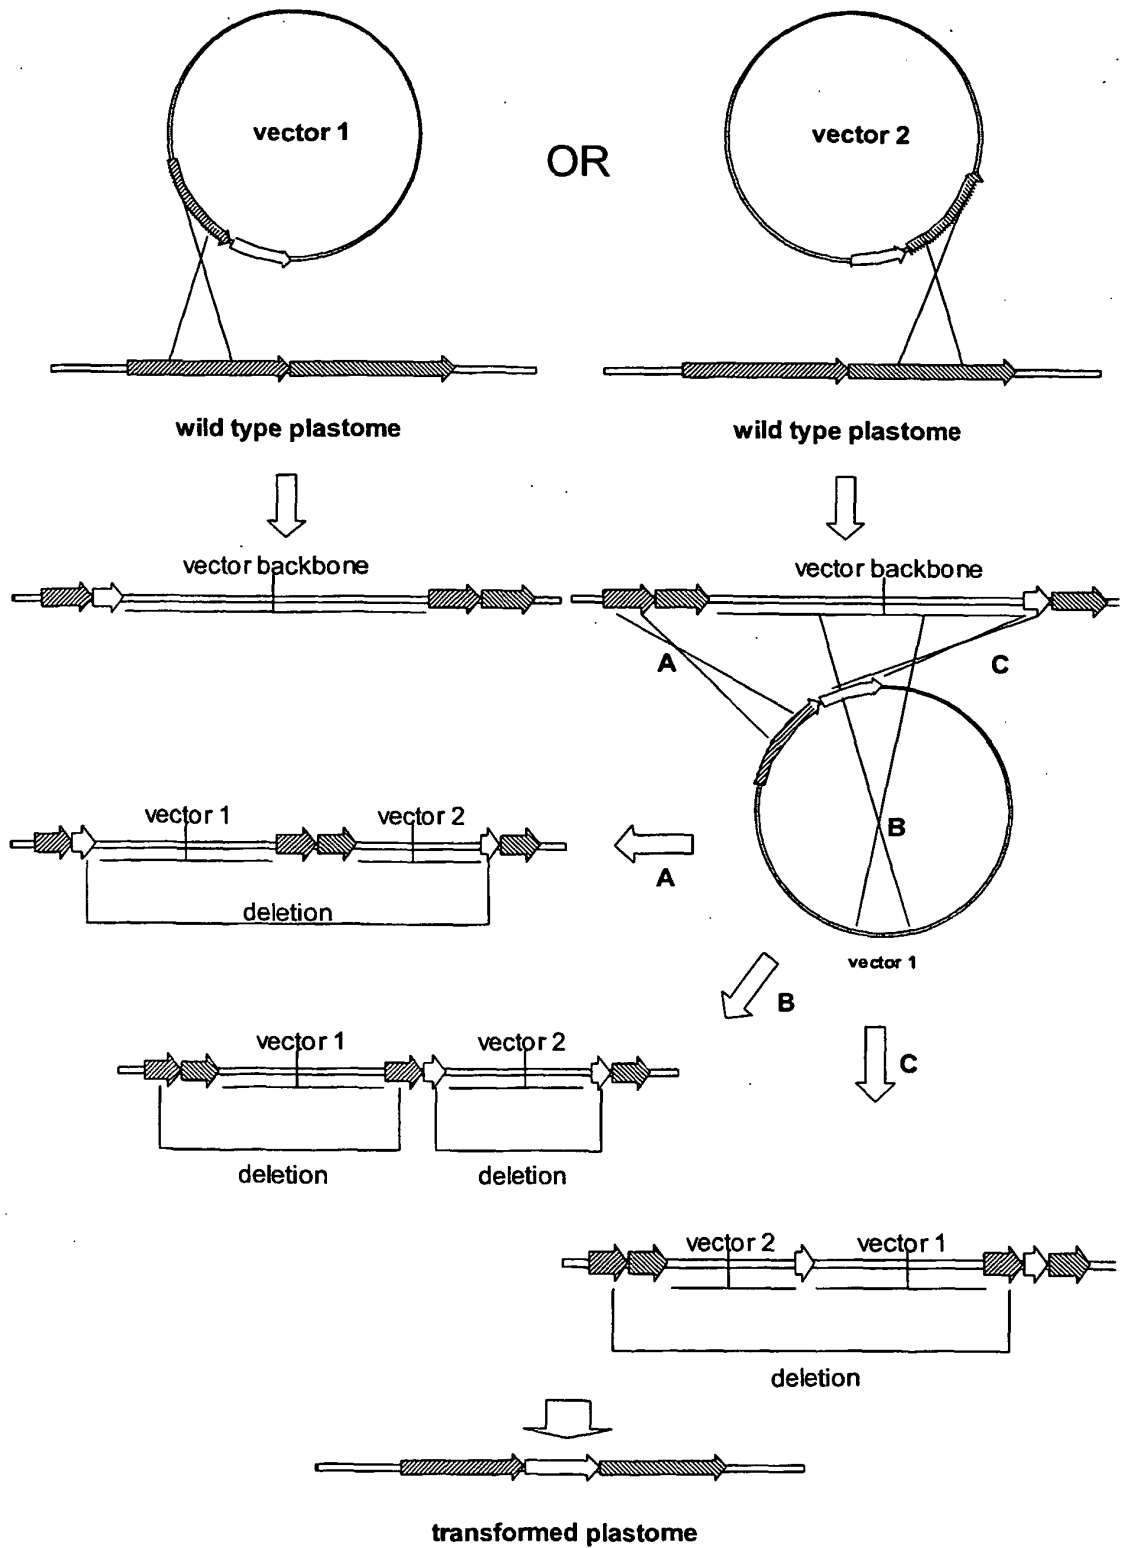 vector 1
vector 2
OR
wild type plastome
wild type plastome
vector backbone
vector backbone
A
C
B
vector 1
vector 1
vector 2
deletion
A
B
C
vector 1
vector 2
deletion
deletion
vector 2
vector 1
deletion
transformed plastome